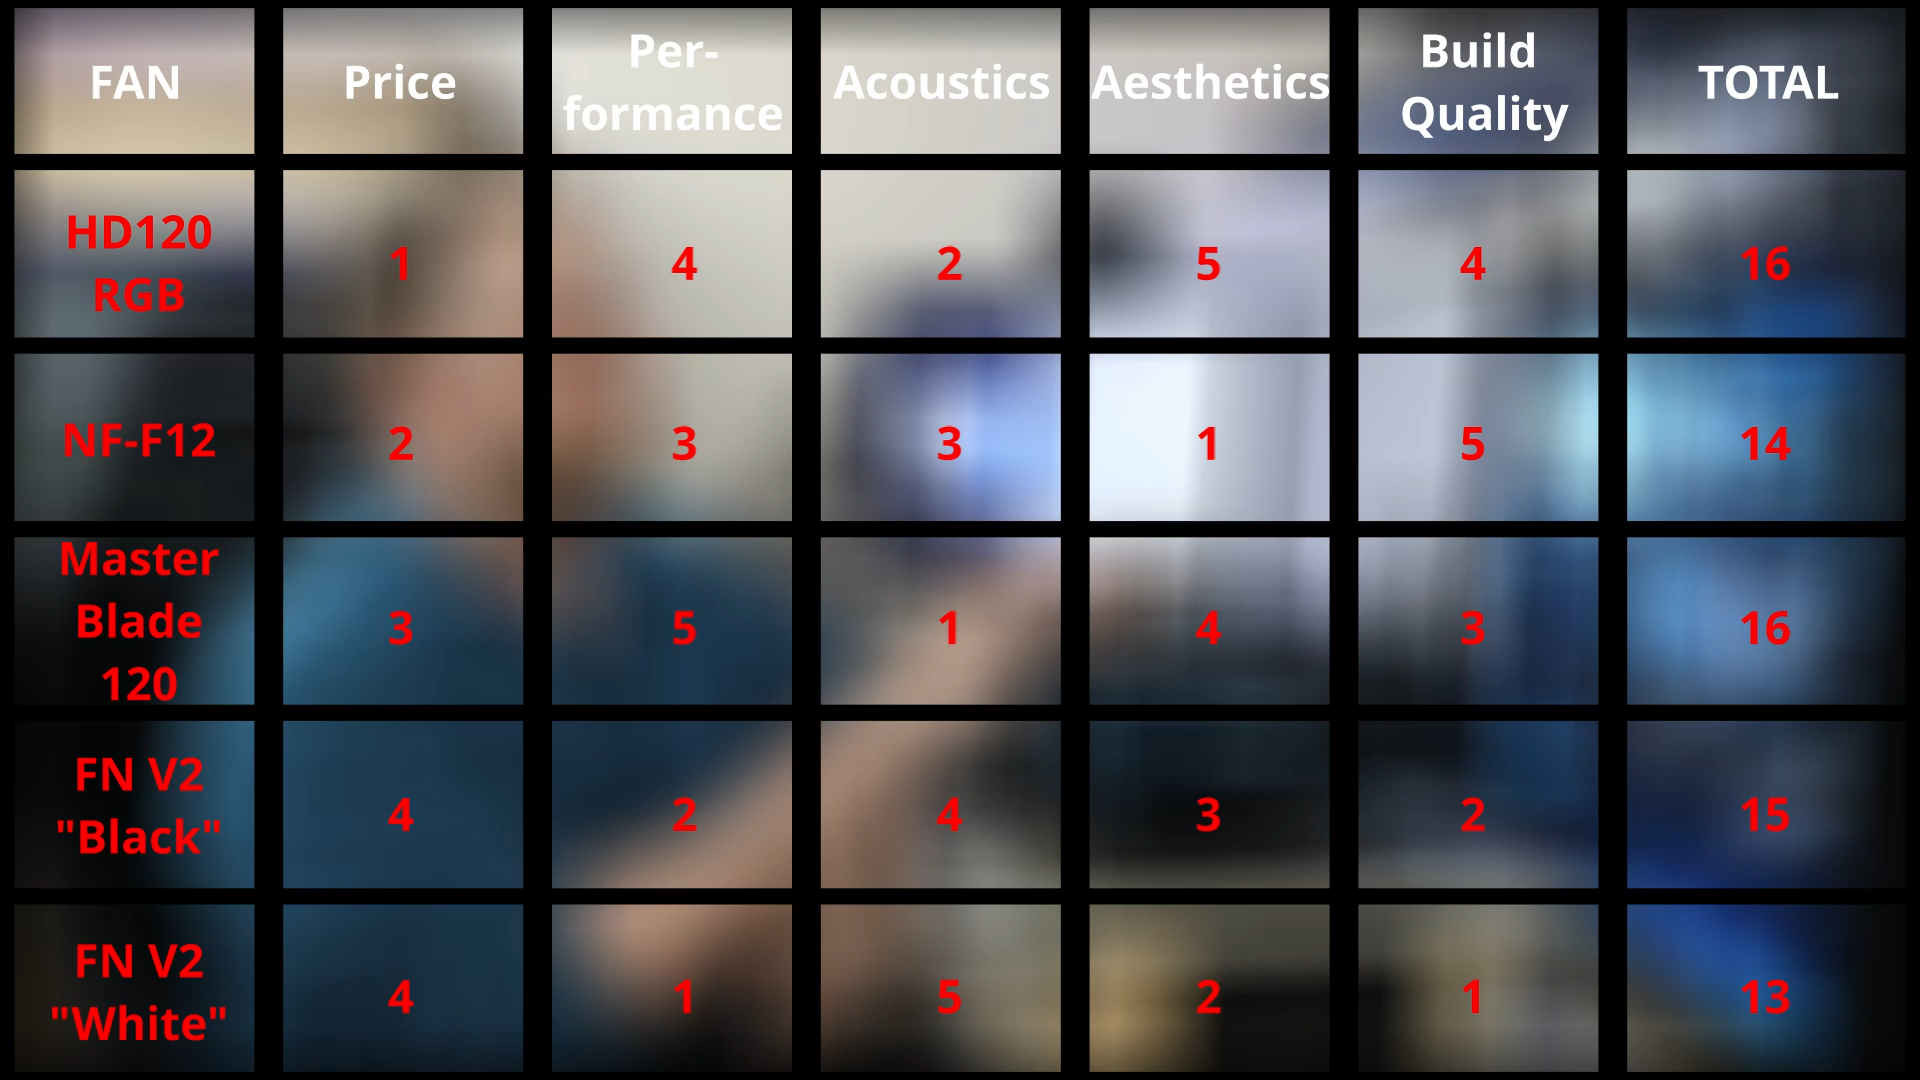 FAN
Price
Per-
formance
Acoustics
Aesthetics
Build
Quality
TOTAL
HD120
RGB
1
4
2
5
4
16
NF-F12
2
3
3
1
5
14
Master
Blade
120
3
5
1
4
3
16
FN V2
"Black"
4
2
4
3
2
15
FN V2
"White"
4
1
5
2
1
13